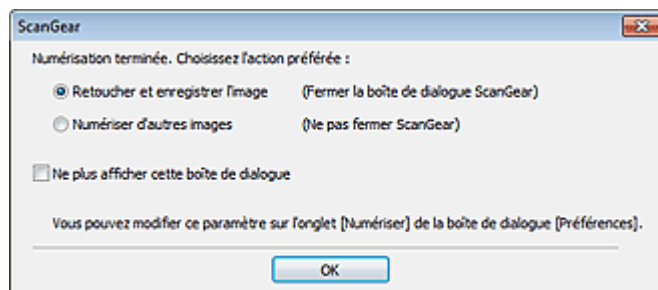 ScanGear
Numérisation terminée. Choisissez l'action préférée :
Retoucher et enregistrer l'image (Fermer la boîte de dialogue ScanGear)
Numériser d'autres images (Ne pas fermer ScanGear)
Ne plus afficher cette boîte de dialogue
Vous pouvez modifier ce paramètre sur l'onglet [Numériser] de la boîte de dialogue [Préférences].
OK